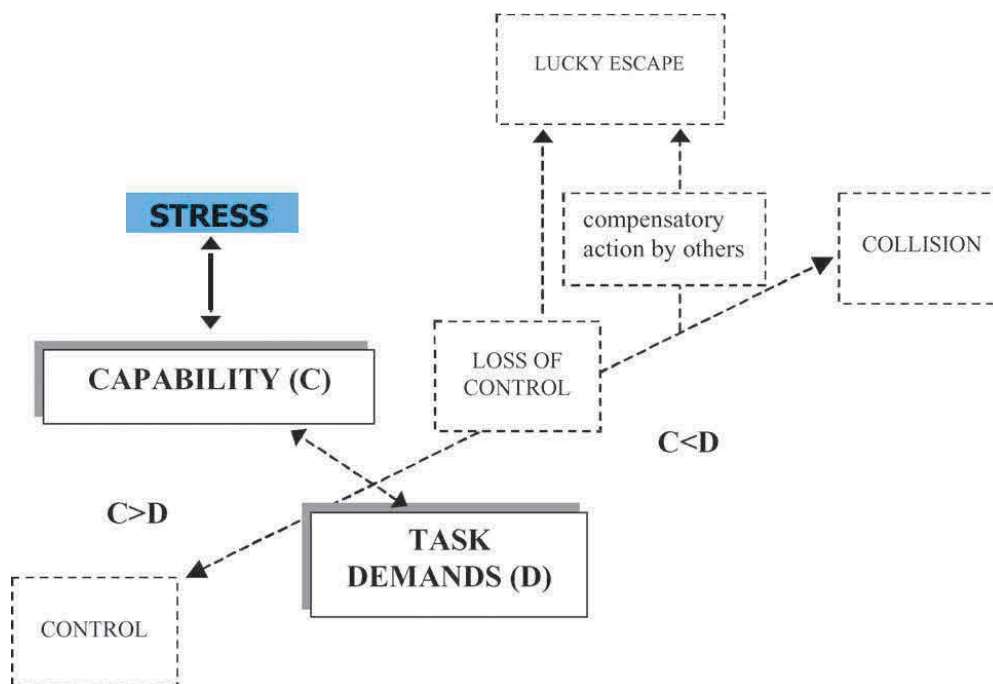 LUCKY ESCAPE
STRESS
compensatory
action by others
COLLISION
CAPABILITY (C)
LOSS OF
CONTROL
C<D
C>D
TASK
DEMANDS (D)
CONTROL